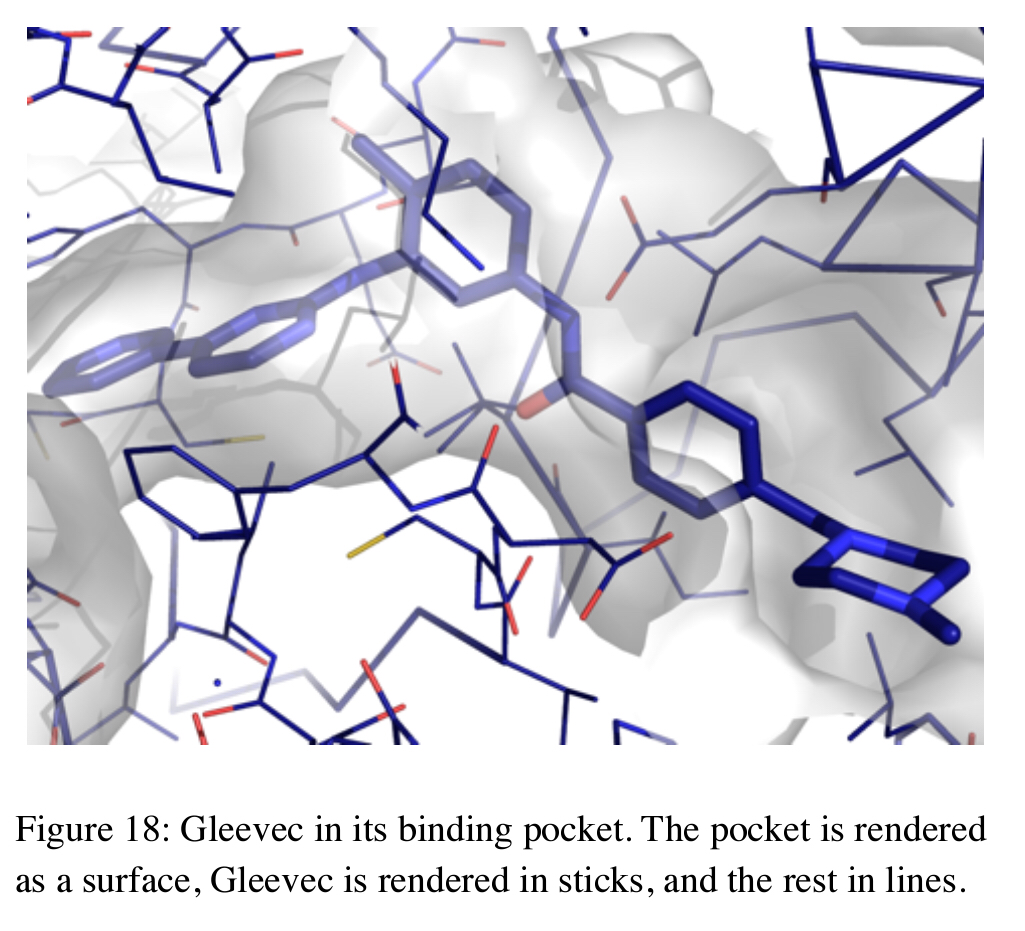 Figure 18: Gleevec in its binding pocket. The pocket is rendered
as a surface, Gleevec is rendered in sticks, and the rest in lines.